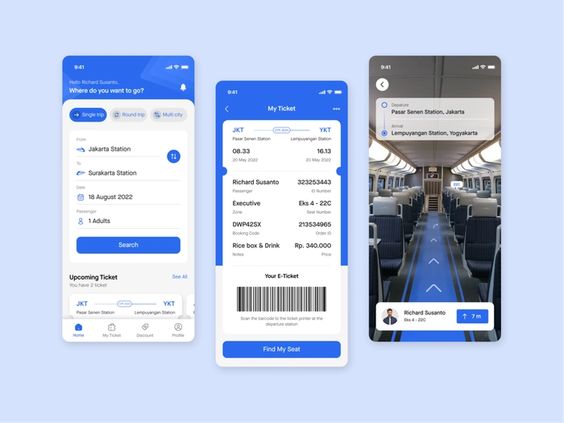 9:41
Hello Richard Susanto
Where do you want to go?
Single trip
Round trip
Multi city
From
Jakarta Station
To
Surakarta Station
Date
18 August 2022
Passenger
1 Adults
Search
Upcoming Ticket
See All
You have 2 ticket
JKT
YKT
Pasar Senen Station
Lempuyangan Station
Home
My Ticket
Discount
Profile
9:41
My Ticket
JKT
YKT
Pasar Senen Station
Lempuyangan Station
08.33
16.13
20 May 2022
20 May 2022
Richard Susanto
323253443
Passenger
ID Number
Executive
Eks 4 - 22C
Zone
Seat Number
DWP42SX
213534965
Booking Code
Order ID
Rice box & Drink
Rp. 340.000
Notes
Price
Your E-Ticket
Scan the barcode to the ticket printer at the
departure station
Find My Seat
9:41
Departure
Pasar Senen Station, Jakarta
Arrival
Lempuyangan Station, Yogyakarta
Richard Susanto
Eks 4 - 22C
7 m